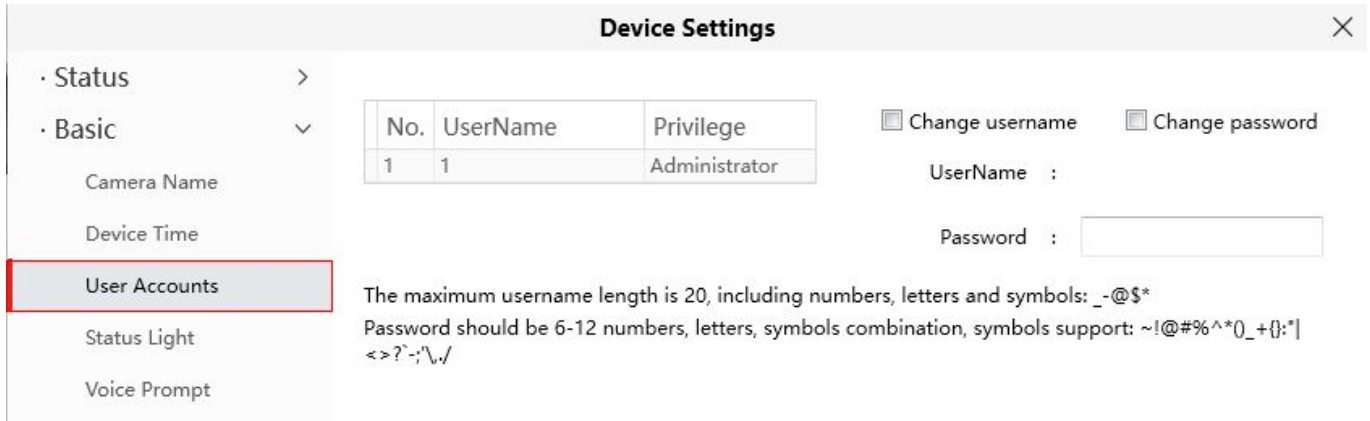 Device Settings
· Status
· Basic
Camera Name
Device Time
User Accounts
Status Light
Voice Prompt
No. UserName Privilege
1 1 Administrator
Change username Change password
UserName :
Password :
The maximum username length is 20, including numbers, letters and symbols: _-@$*
Password should be 6-12 numbers, letters, symbols combination, symbols support: ~!@#%^*()_+{}:"|
<>?`-;'\,./